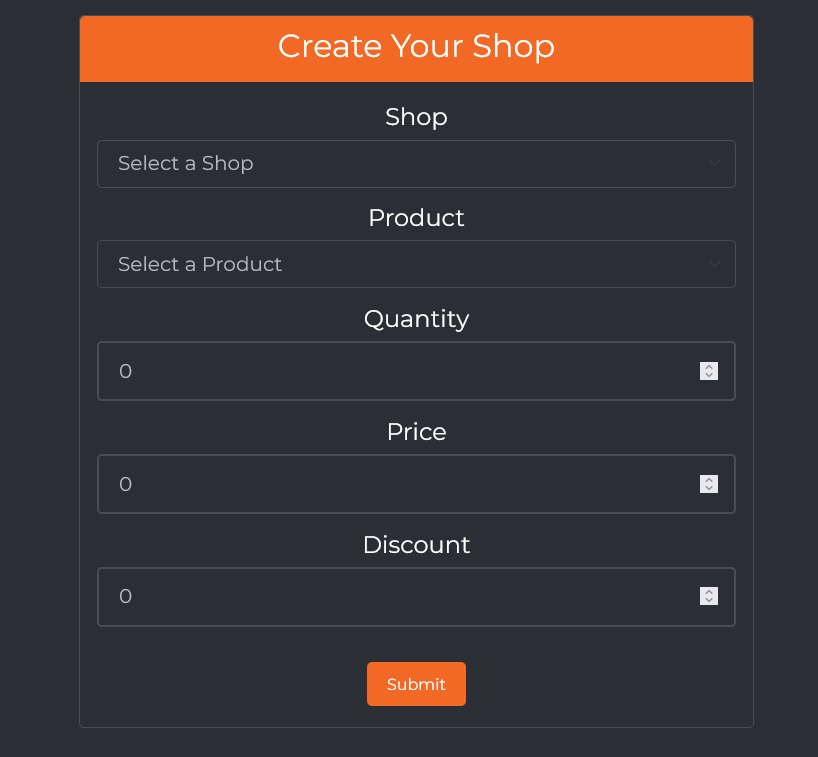 Create Your Shop
Shop
Select a Shop
Product
Select a Product
Quantity
0
Price
0
Discount
0
Submit